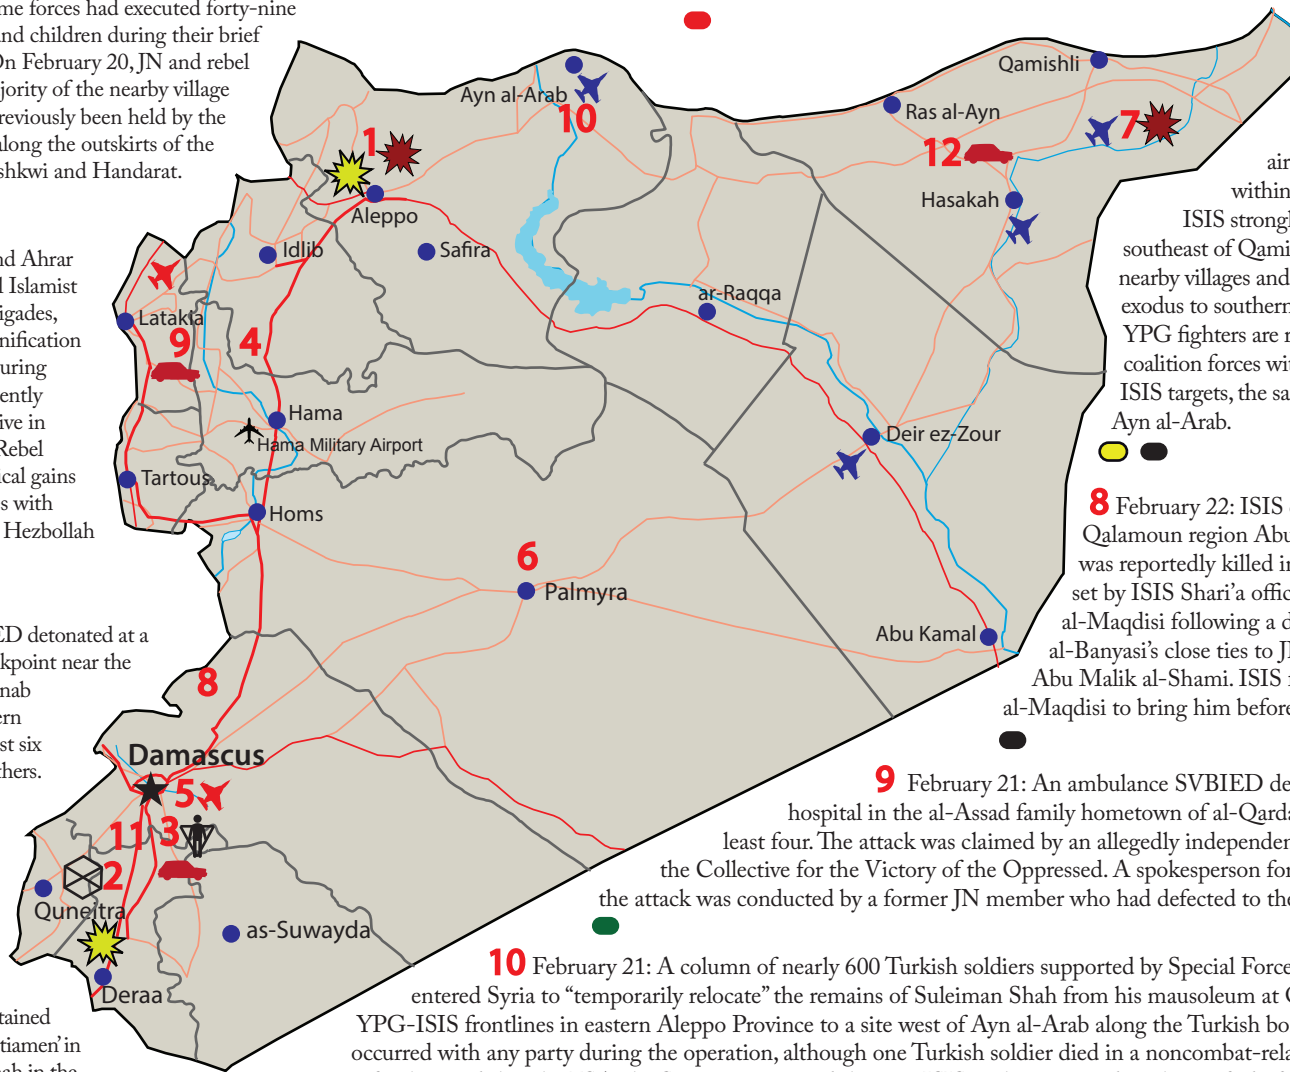 me forces had executed forty-nine
and children during their brief
On February 20, JN and rebel
jority of the nearby village
reviously been held by the
along the outskirts of the
shkwi and Handarat.
nd Ahrar
l Islamist
igades,
nification
uring
ently
ive in
Rebel
ical gains
s with
Hezbollah
ED detonated at a
kpoint near the
nab
ern
st six
thers.
tained
tiamen' in
Ayn al-Arab
10
Qamishli
Ras al-Ayn
7
12
Hasakah
1
Aleppo
Idlib
Safira
ar-Raqqa
Latakia
9
4
Hama
Hama Military Airport
Deir ez-Zour
Tartous
Homs
6
Palmyra
Abu Kamal
8
Damascus
5
11
3
2
Quneitra
as-Suwayda
Deraa
air
within
ISIS strongh
southeast of Qami
nearby villages and
exodus to southern
YPG fighters are r
coalition forces wit
ISIS targets, the sa
Ayn al-Arab.
8 February 22: ISIS
Qalamoun region Abu
was reportedly killed in
set by ISIS Shari'a offic
al-Maqdisi following a d
al-Banyasi's close ties to J
Abu Malik al-Shami. ISIS
al-Maqdisi to bring him before
9 February 21: An ambulance SVBIED de
hospital in the al-Assad family hometown of al-Qarda
least four. The attack was claimed by an allegedly independen
the Collective for the Victory of the Oppressed. A spokesperson for
the attack was conducted by a former JN member who had defected to the
10 February 21: A column of nearly 600 Turkish soldiers supported by Special Force
entered Syria to “temporarily relocate” the remains of Suleiman Shah from his mausoleum at
YPG-ISIS frontlines in eastern Aleppo Province to a site west of Ayn al-Arab along the Turkish bo
occurred with any party during the operation, although one Turkish soldier died in a noncombat-rela